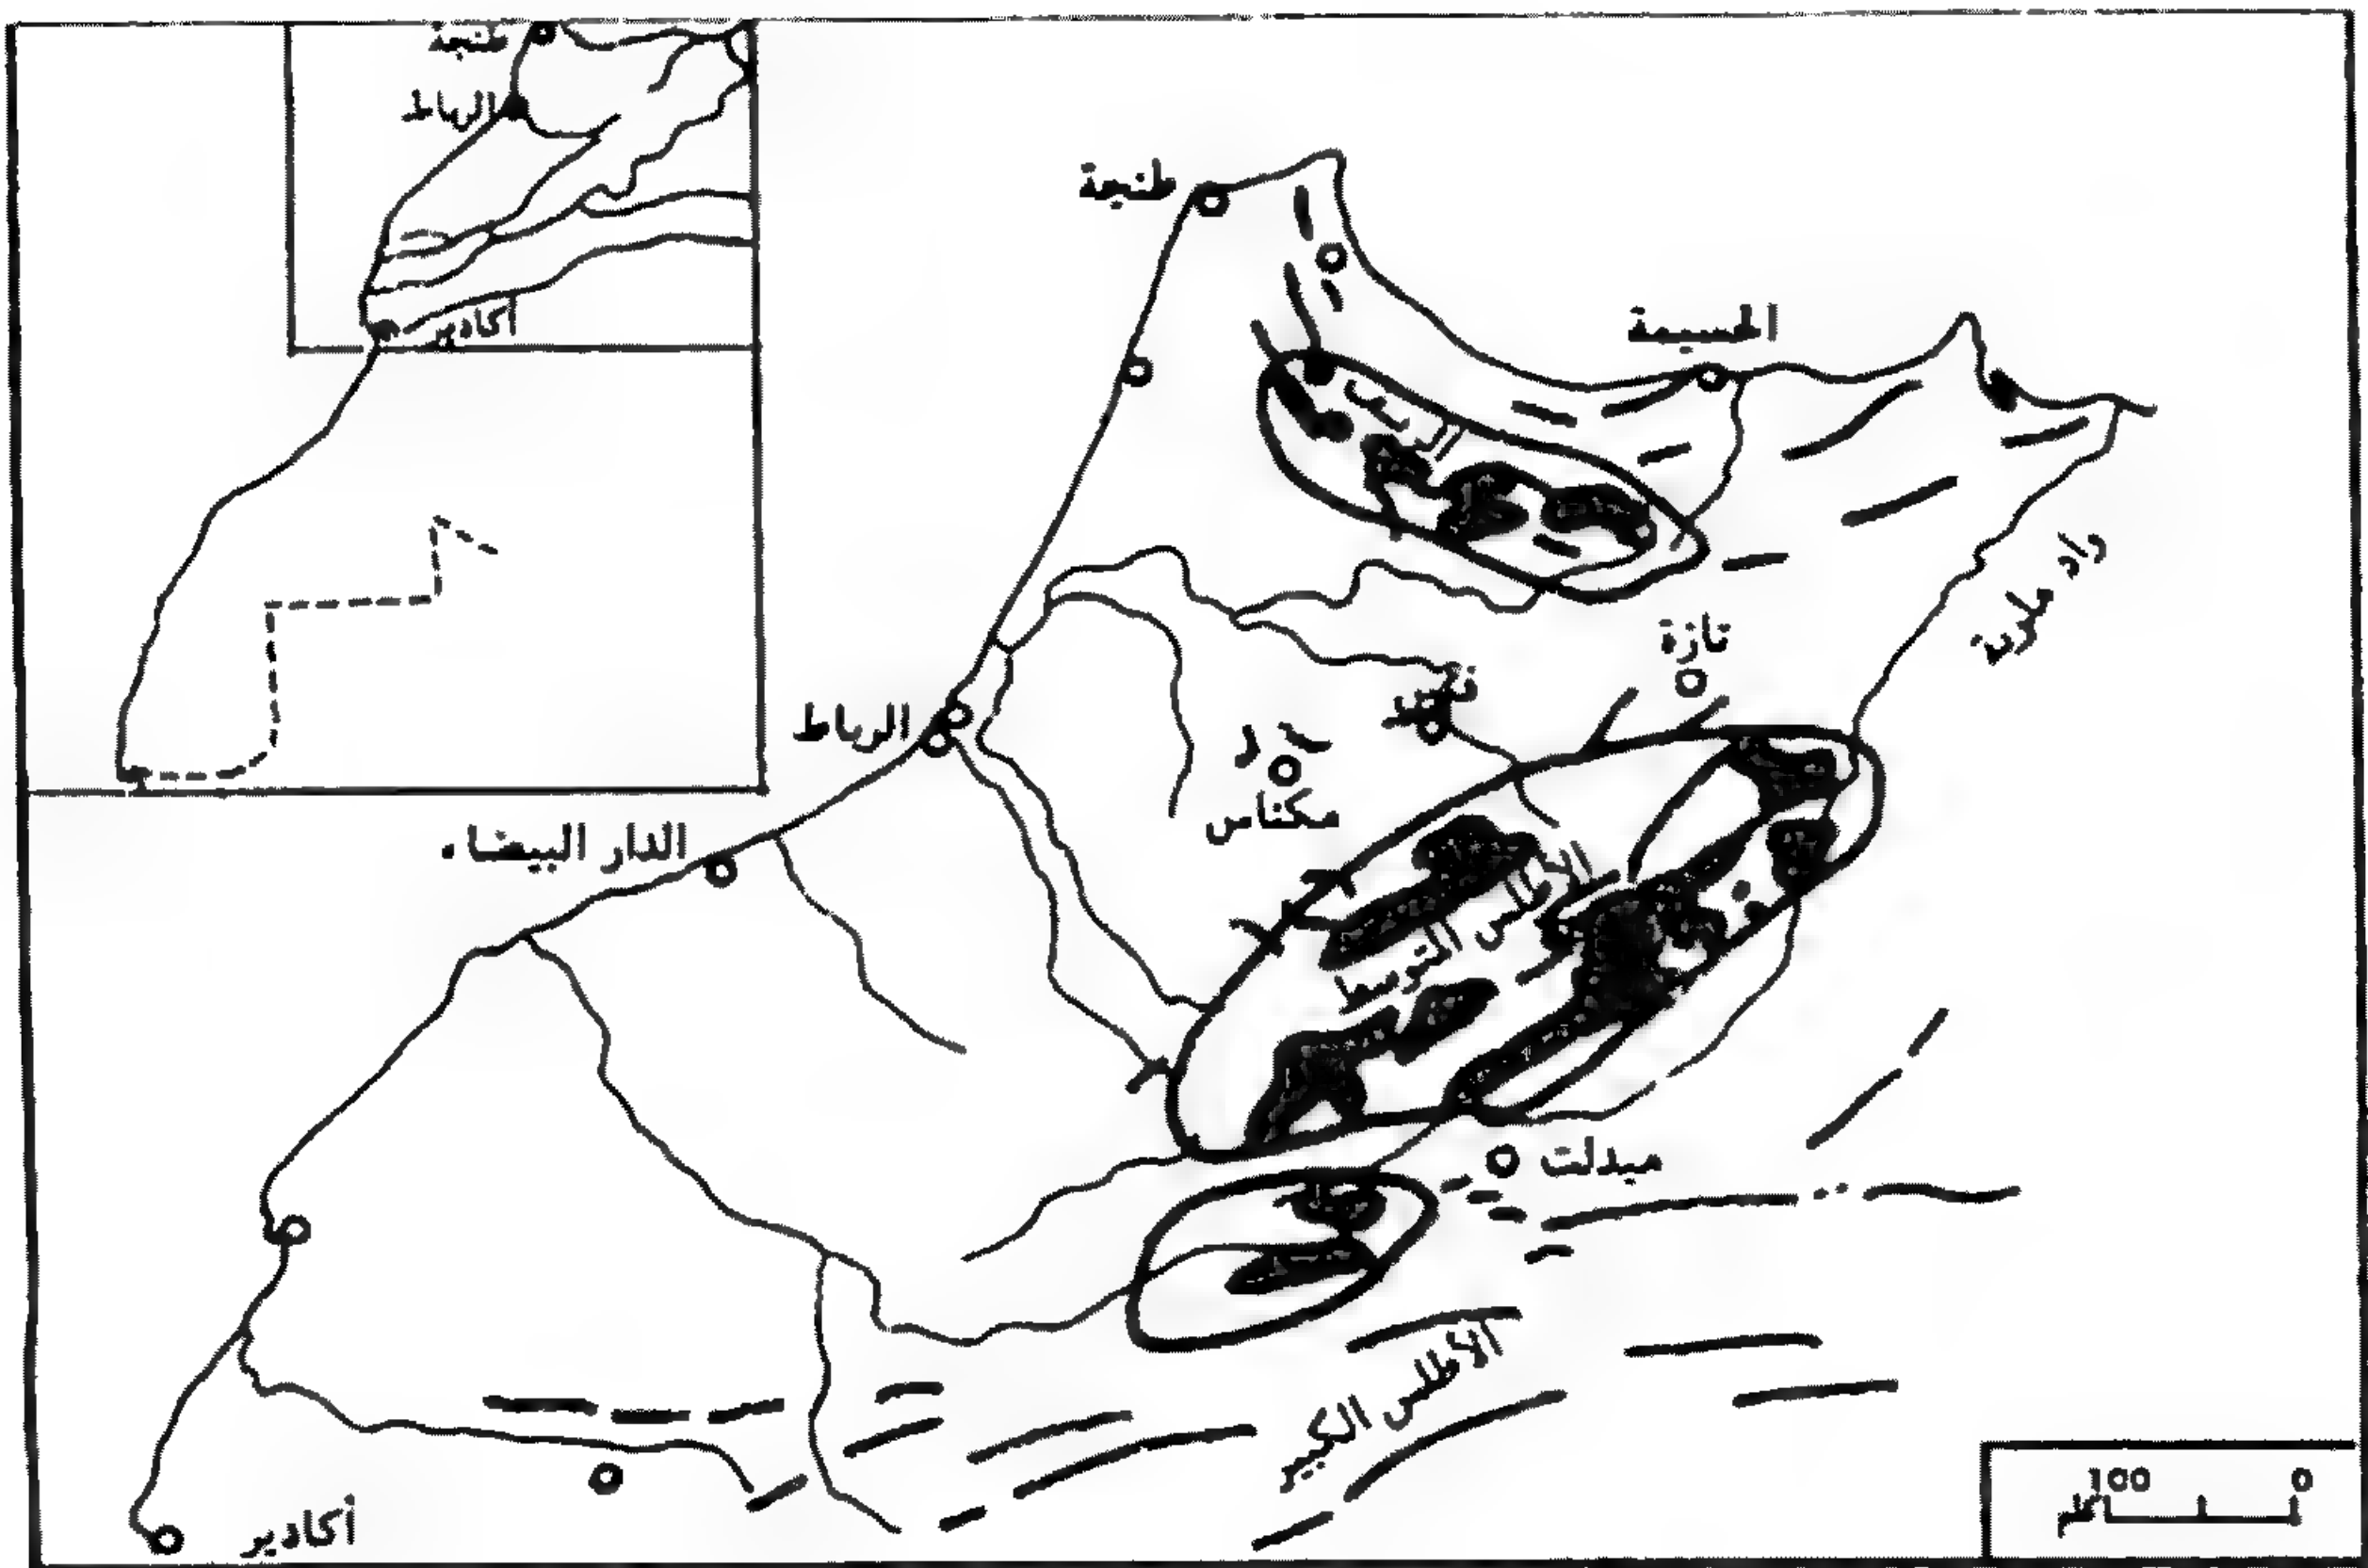 طنجة
الرباط
أكادير
طنجة
الحسيمة
الريف
واد ملوية
تازة
فاس
الرباط
مكناس
الدار البيضاء
الأطلس المتوسط
ميدلت
الأطلس الكبير
أكادير
100 0
كلم